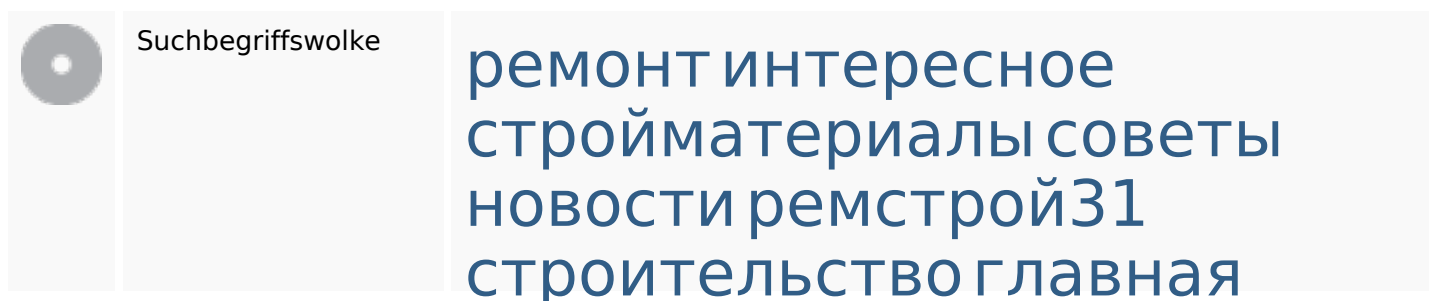 Suchbegriffswolke
ремонт интересное
стройматериалы советы
новости ремстрой31
строительство главная